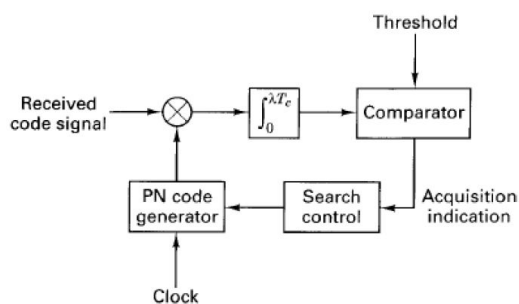 Threshold
Received
code signal
∫₀^{λT_c}
Comparator
PN code
generator
Search
control
Acquisition
indication
Clock